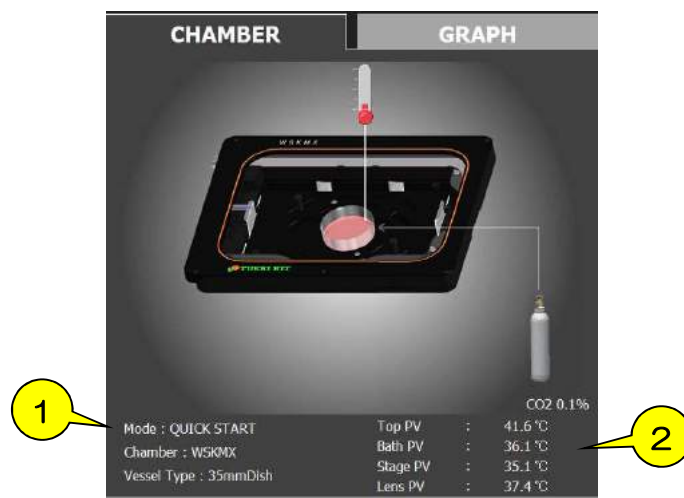 CHAMBER
GRAPH
WSKMX
TOKAI HIT
CO2 0.1%
1
Mode : QUICK START
Chamber : WSKMX
Vessel Type : 35mmDish
Top PV : 41.6 ℃
Bath PV : 36.1 ℃
Stage PV : 35.1 ℃
Lens PV : 37.4 ℃
2